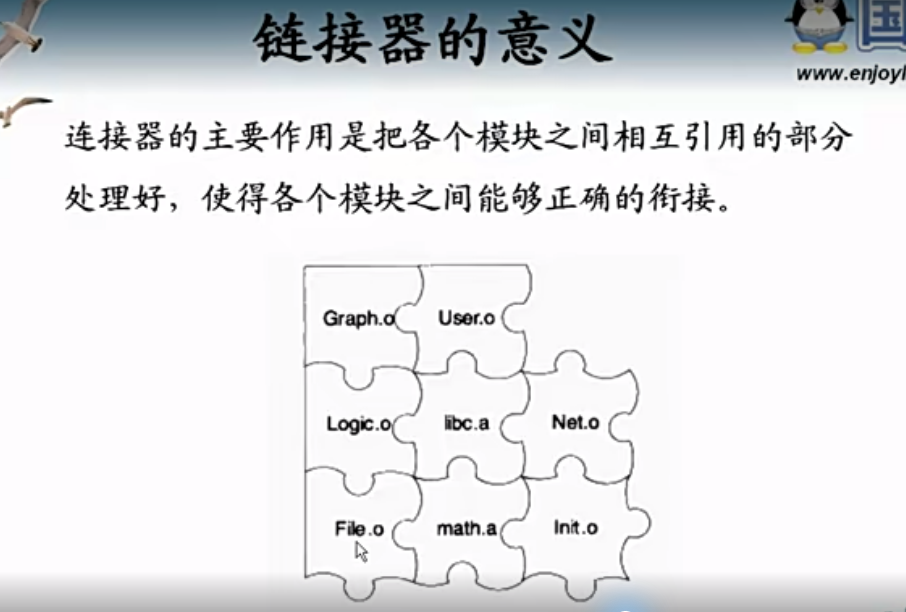 链接器的意义
国
www.enjoyl
连接器的主要作用是把各个模块之间相互引用的部分
处理好，使得各个模块之间能够正确的衔接。
Graph.o User.o
Logic.o libc.a Net.o
File.o math.a Init.o